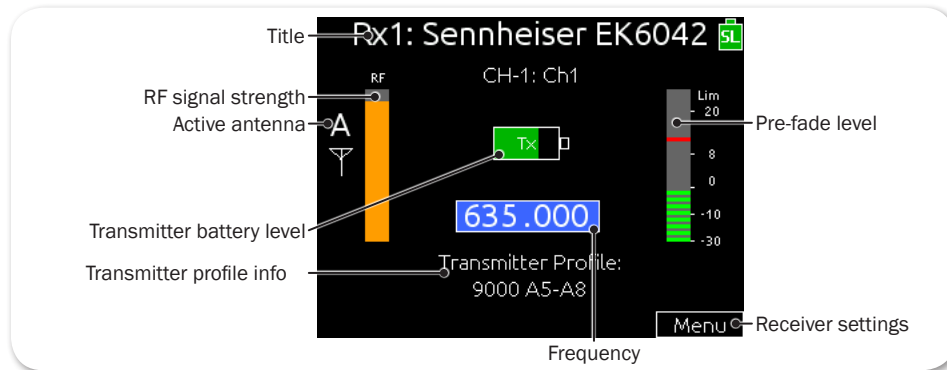 Title
Rx1: Sennheiser EK6042 SL
RF
CH-1: Ch1
RF signal strength
Active antenna
A
Lim
20
8
0
-10
-30
Pre-fade level
Tx
635.000
Transmitter battery level
Transmitter profile info
Transmitter Profile:
9000 A5-A8
Menu
Receiver settings
Frequency